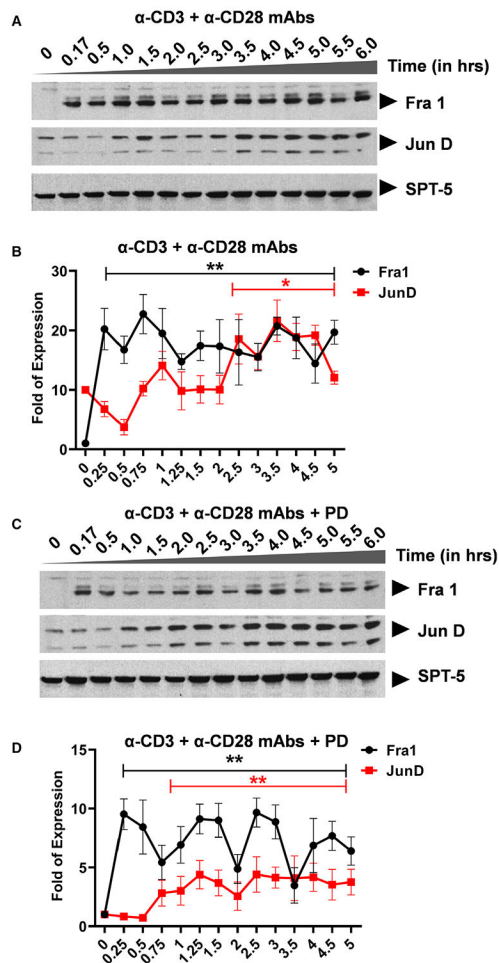 A
α-CD3 + α-CD28 mAbs
0 0.17 0.5 1.0 1.5 2.0 2.5 3.0 3.5 4.0 4.5 5.0 5.5 6.0
Time (in hrs)
Fra 1
Jun D
SPT-5
B
α-CD3 + α-CD28 mAbs
Fold of Expression
30
20
10
0
**
*
Fra1
JunD
0 0.25 0.5 0.75 1 1.25 1.5 2 2.5 3 3.5 4 4.5 5
C
α-CD3 + α-CD28 mAbs + PD
0 0.17 0.5 1.0 1.5 2.0 2.5 3.0 3.5 4.0 4.5 5.0 5.5 6.0
Time (in hrs)
Fra 1
Jun D
SPT-5
D
α-CD3 + α-CD28 mAbs + PD
Fold of Expression
15
10
5
0
**
**
Fra1
JunD
0 0.25 0.5 0.75 1 1.25 1.5 2 2.5 3 3.5 4 4.5 5